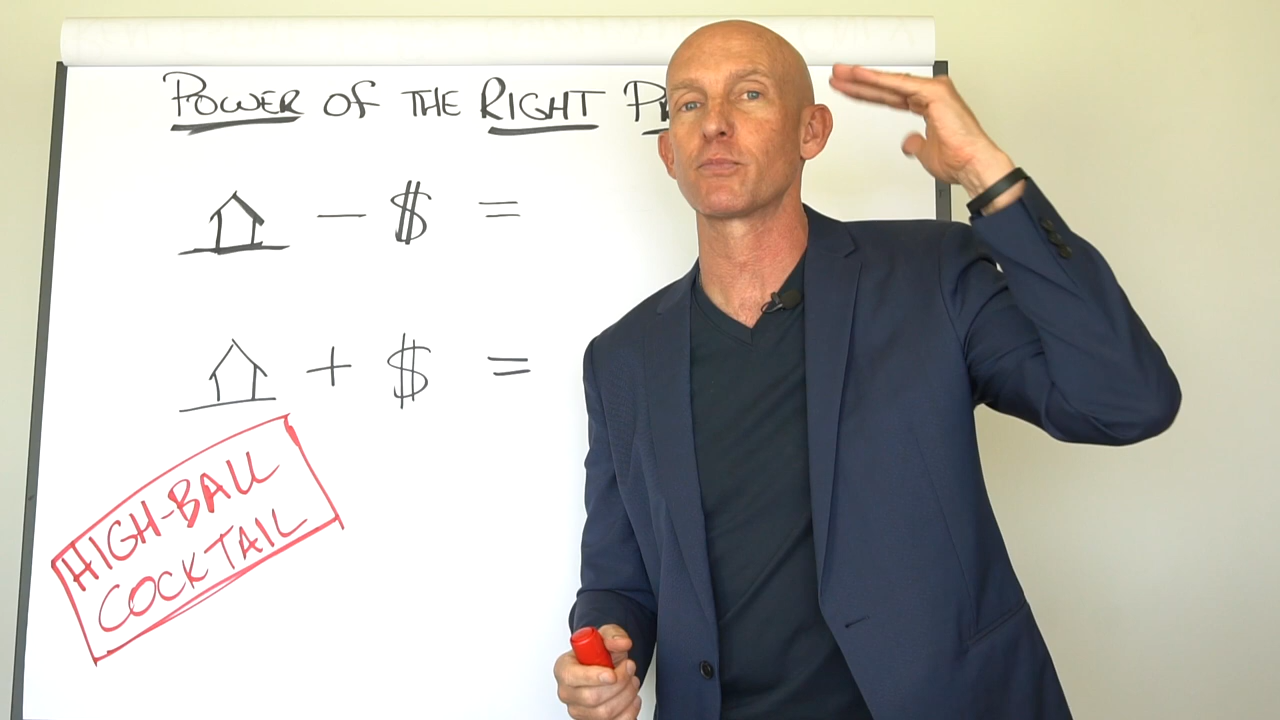 POWER OF THE RIGHT
- $ =
+ $ =
HIGH-BALL
COCKTAIL